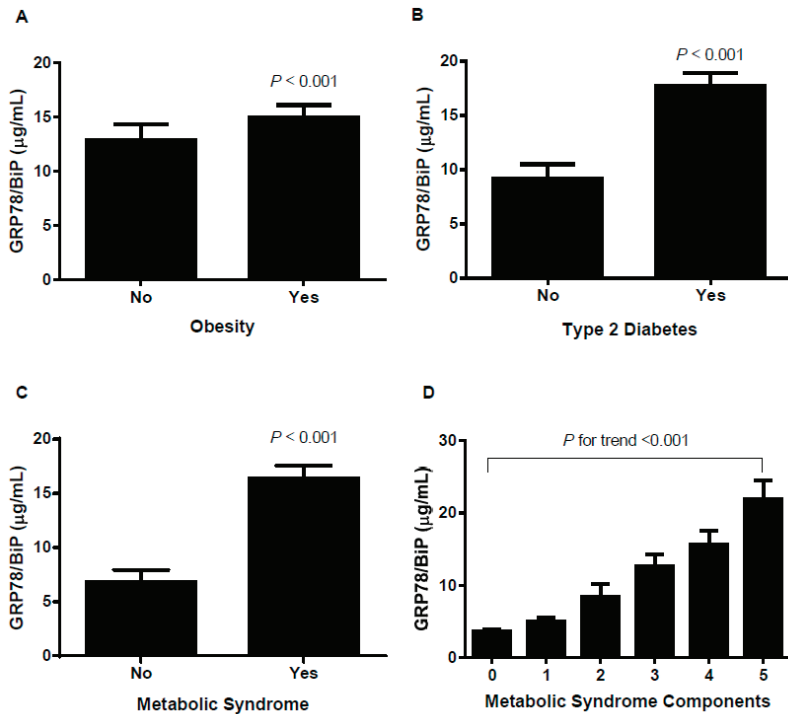 A
GRP78/BiP (μg/mL)
20
15
10
5
0
P < 0.001
No
Yes
Obesity
B
GRP78/BiP (μg/mL)
20
15
10
5
0
P < 0.001
No
Yes
Type 2 Diabetes
C
GRP78/BiP (μg/mL)
20
15
10
5
0
P < 0.001
No
Yes
Metabolic Syndrome
D
GRP78/BiP (μg/mL)
30
20
10
0
P for trend <0.001
0 1 2 3 4 5
Metabolic Syndrome Components